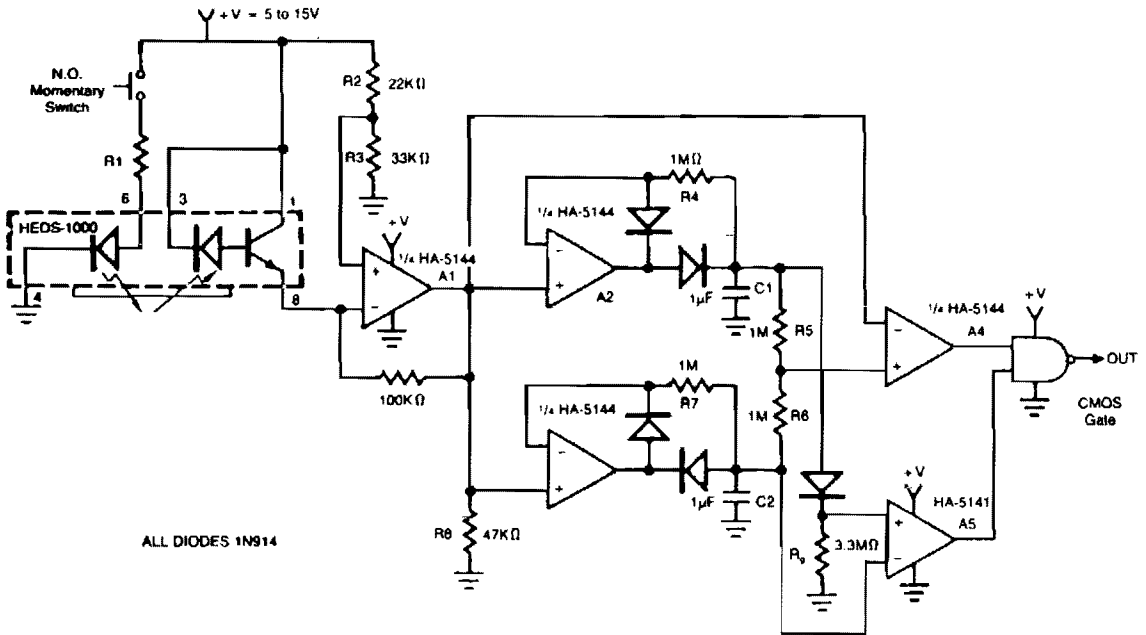 +V = 5 to 15V
N.O.
Momentary
Switch
R1
R2
22KΩ
R3
33KΩ
5
3
1
HEDS-1000
4
8
+V
1/4 HA-5144
A1
+
-
100KΩ
R8
47KΩ
1MΩ
R4
1/4 HA-5144
-
+
A2
1µF
C1
1M
R5
1M
R7
1/4 HA-5144
-
+
1M
R6
1µF
C2
1/4 HA-5144
A4
-
+
+V
OUT
CMOS
Gate
+V
HA-5141
A5
+
-
R9
3.3MΩ
ALL DIODES 1N914